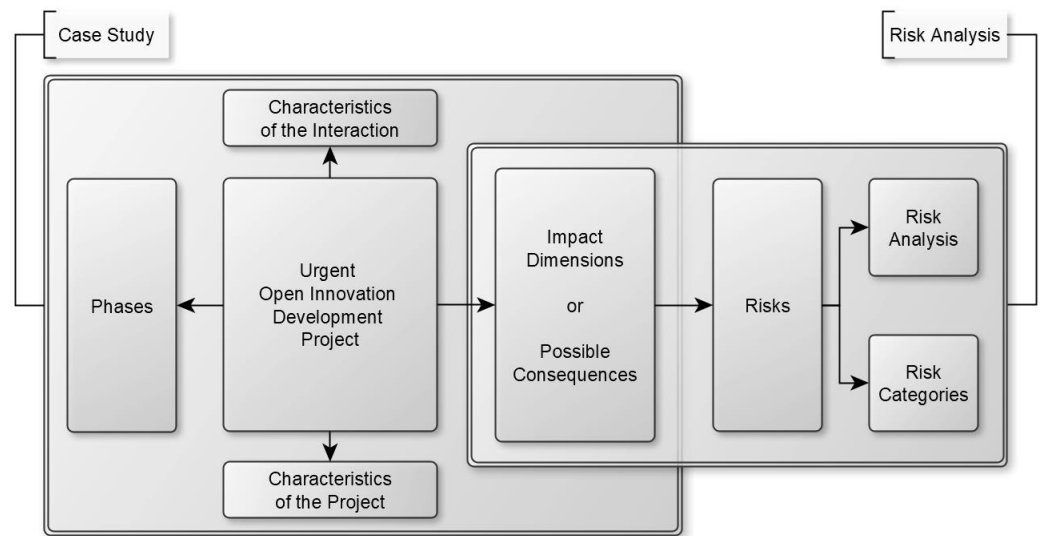 Case Study
Risk Analysis
Characteristics
of the Interaction
Phases
Urgent
Open Innovation
Development
Project
Impact
Dimensions
or
Possible
Consequences
Risks
Risk
Analysis
Risk
Categories
Characteristics
of the Project